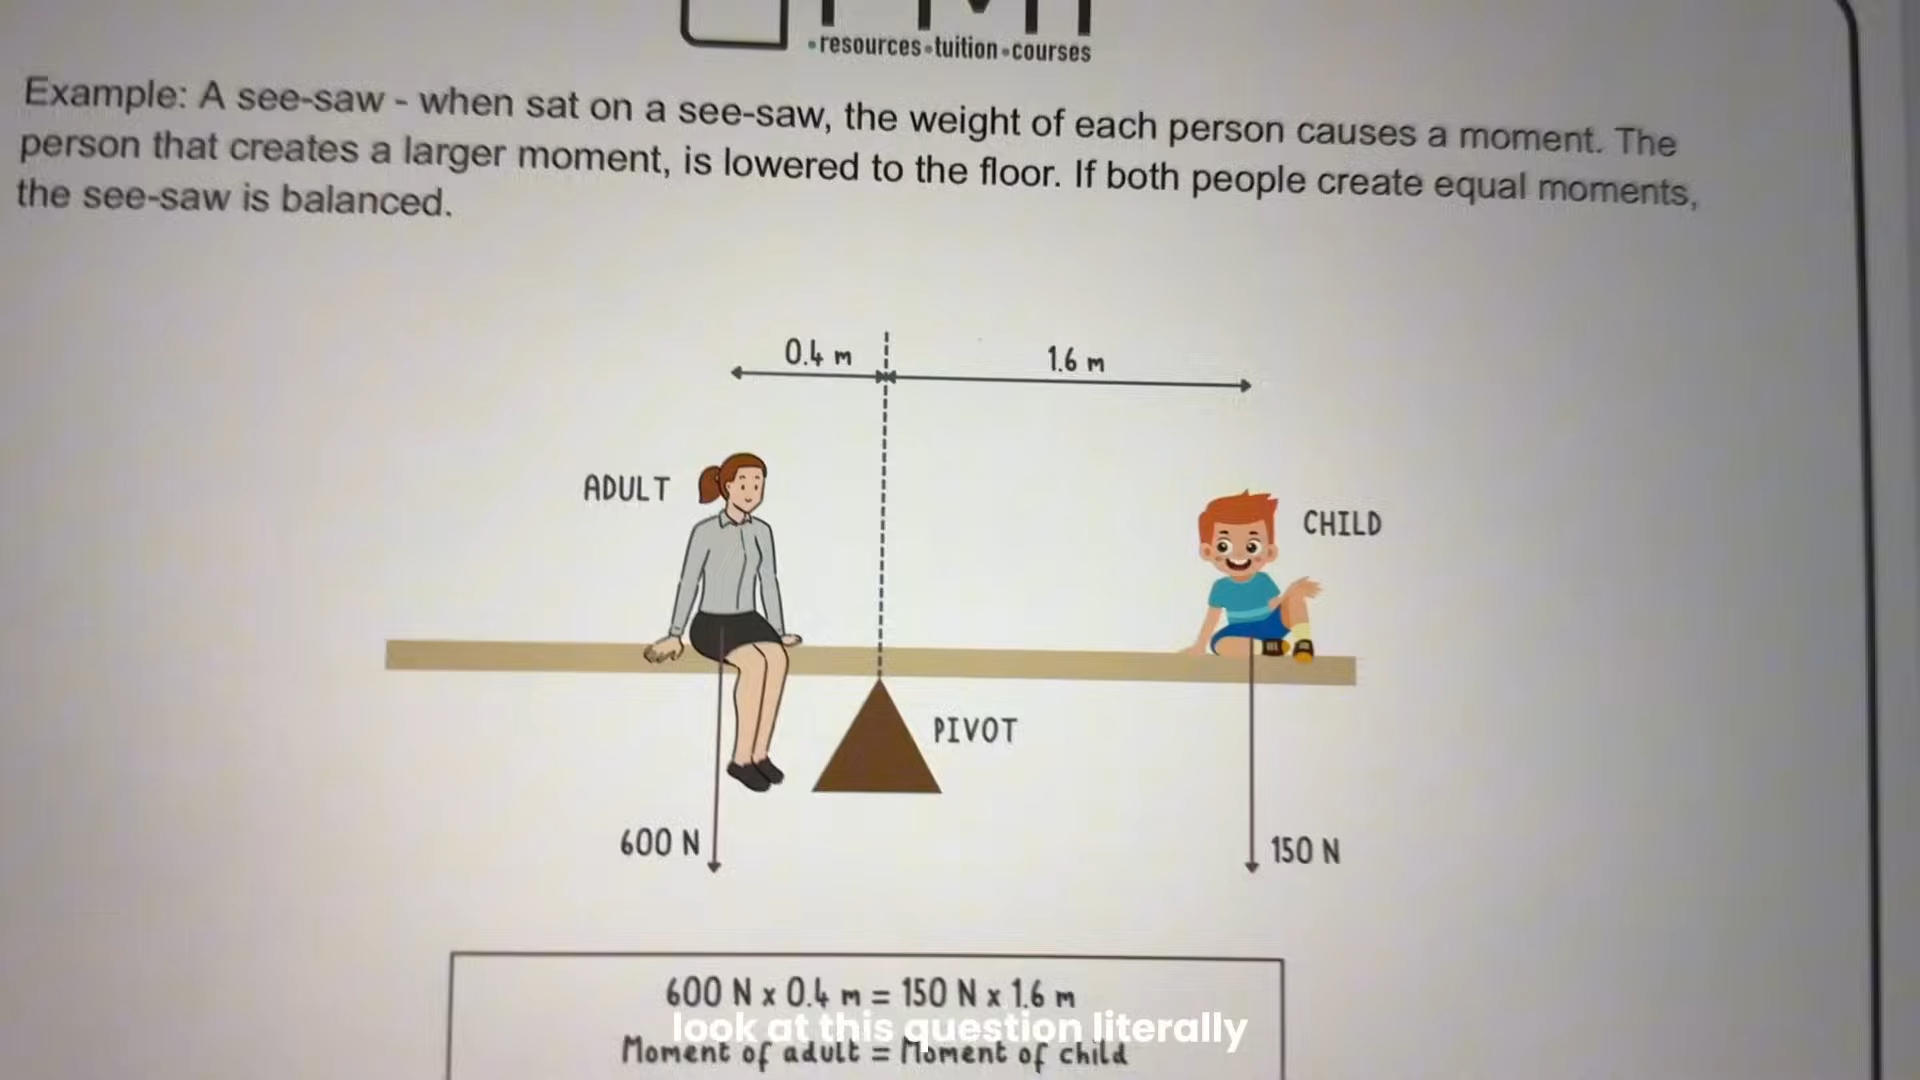 •resources•tuition•courses
Example: A see-saw - when sat on a see-saw, the weight of each person causes a moment. The
person that creates a larger moment, is lowered to the floor. If both people create equal moments,
the see-saw is balanced.
0.4 m
1.6 m
ADULT
CHILD
PIVOT
600 N
150 N
600 N x 0.4 m = 150 N x 1.6 m
look at this question literally
Moment of adult = Moment of child